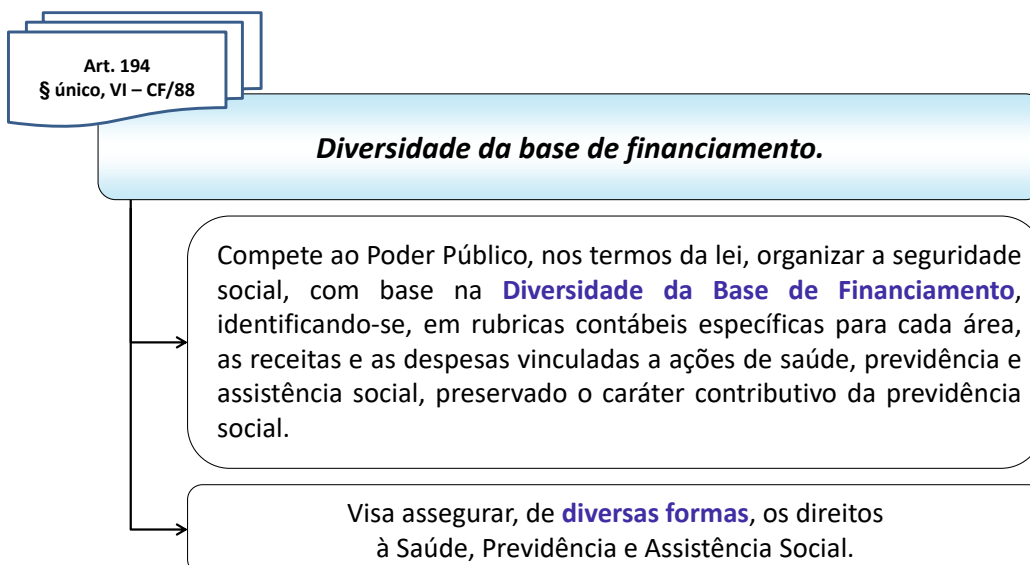 Art. 194
§ único, VI – CF/88
Diversidade da base de financiamento.
Compete ao Poder Público, nos termos da lei, organizar a seguridade
social, com base na Diversidade da Base de Financiamento,
identificando-se, em rubricas contábeis específicas para cada área,
as receitas e as despesas vinculadas a ações de saúde, previdência e
assistência social, preservado o caráter contributivo da previdência
social.
Visa assegurar, de diversas formas, os direitos
à Saúde, Previdência e Assistência Social.